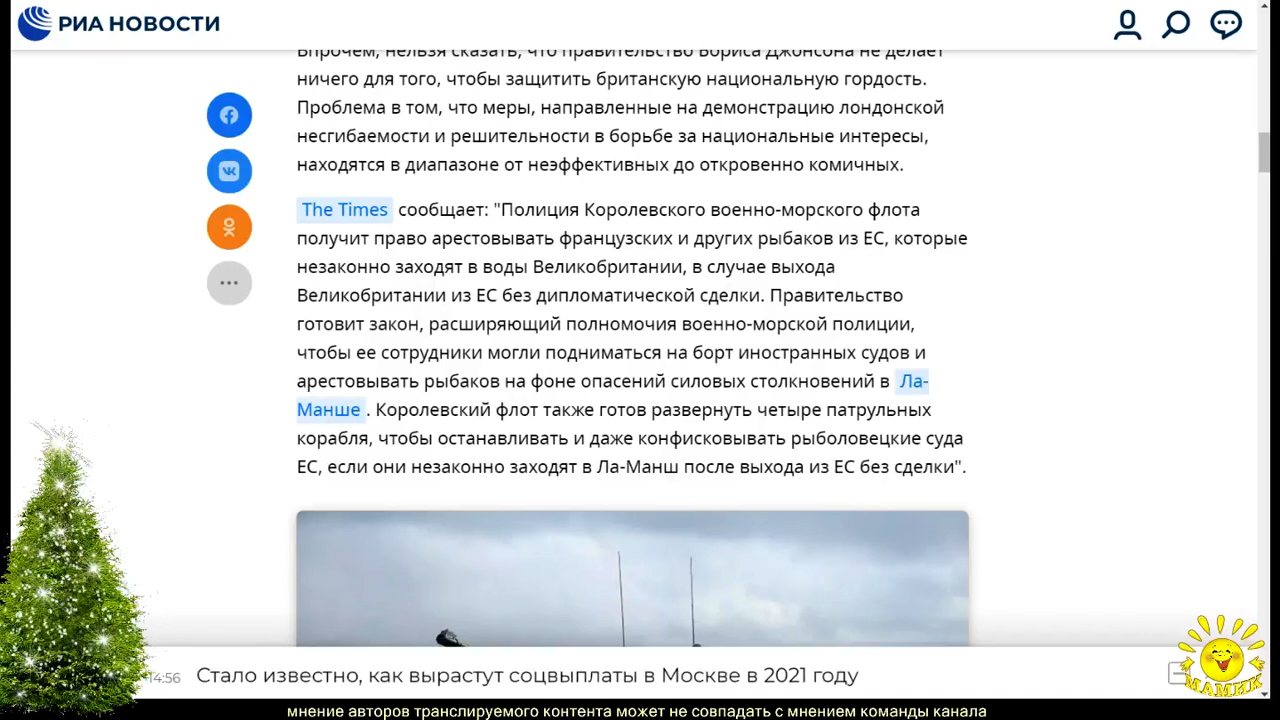 РИА НОВОСТИ
Впрочем, нельзя сказать, что правительство Бориса Джонсона не делает
ничего для того, чтобы защитить британскую национальную гордость.
Проблема в том, что меры, направленные на демонстрацию лондонской
несгибаемости и решительности в борьбе за национальные интересы,
находятся в диапазоне от неэффективных до откровенно комичных.
The Times сообщает: "Полиция Королевского военно-морского флота
получит право арестовывать французских и других рыбаков из ЕС, которые
незаконно заходят в воды Великобритании, в случае выхода
Великобритании из ЕС без дипломатической сделки. Правительство
готовит закон, расширяющий полномочия военно-морской полиции,
чтобы ее сотрудники могли подниматься на борт иностранных судов и
арестовывать рыбаков на фоне опасений силовых столкновений в Ла-
Манше . Королевский флот также готов развернуть четыре патрульных
корабля, чтобы останавливать и даже конфисковывать рыболовецкие суда
ЕС, если они незаконно заходят в Ла-Манш после выхода из ЕС без сделки".
14:56 Стало известно, как вырастут соцвыплаты в Москве в 2021 году
МАМИК
мнение авторов транслируемого контента может не совпадать с мнением команды канала